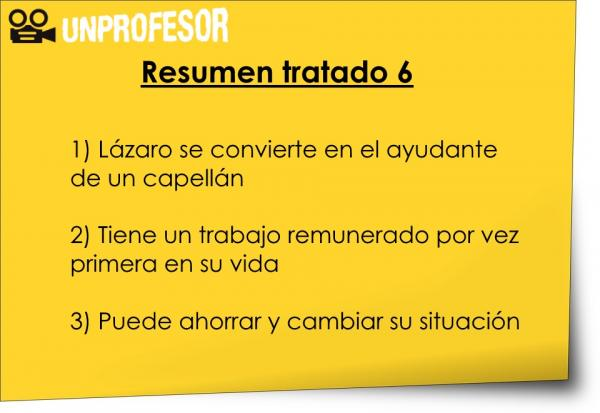 UNPROFESOR
Resumen tratado 6
1) Lázaro se convierte en el ayudante
de un capellán
2) Tiene un trabajo remunerado por vez
primera en su vida
3) Puede ahorrar y cambiar su situación